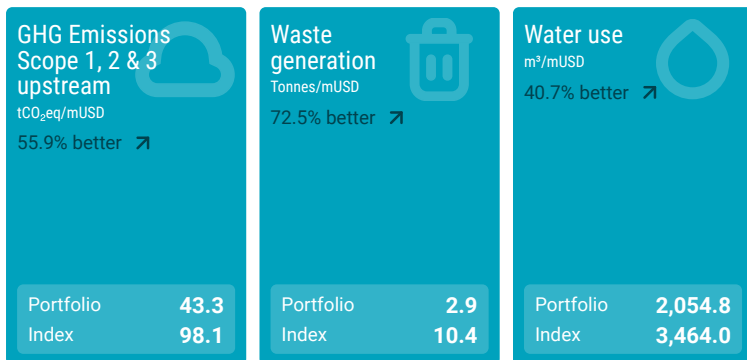 GHG Emissions
Scope 1, 2 & 3
upstream
tCO₂eq/mUSD
55.9% better
Portfolio 43.3
Index 98.1
Waste
generation
Tonnes/mUSD
72.5% better
Portfolio 2.9
Index 10.4
Water use
m³/mUSD
40.7% better
Portfolio 2,054.8
Index 3,464.0